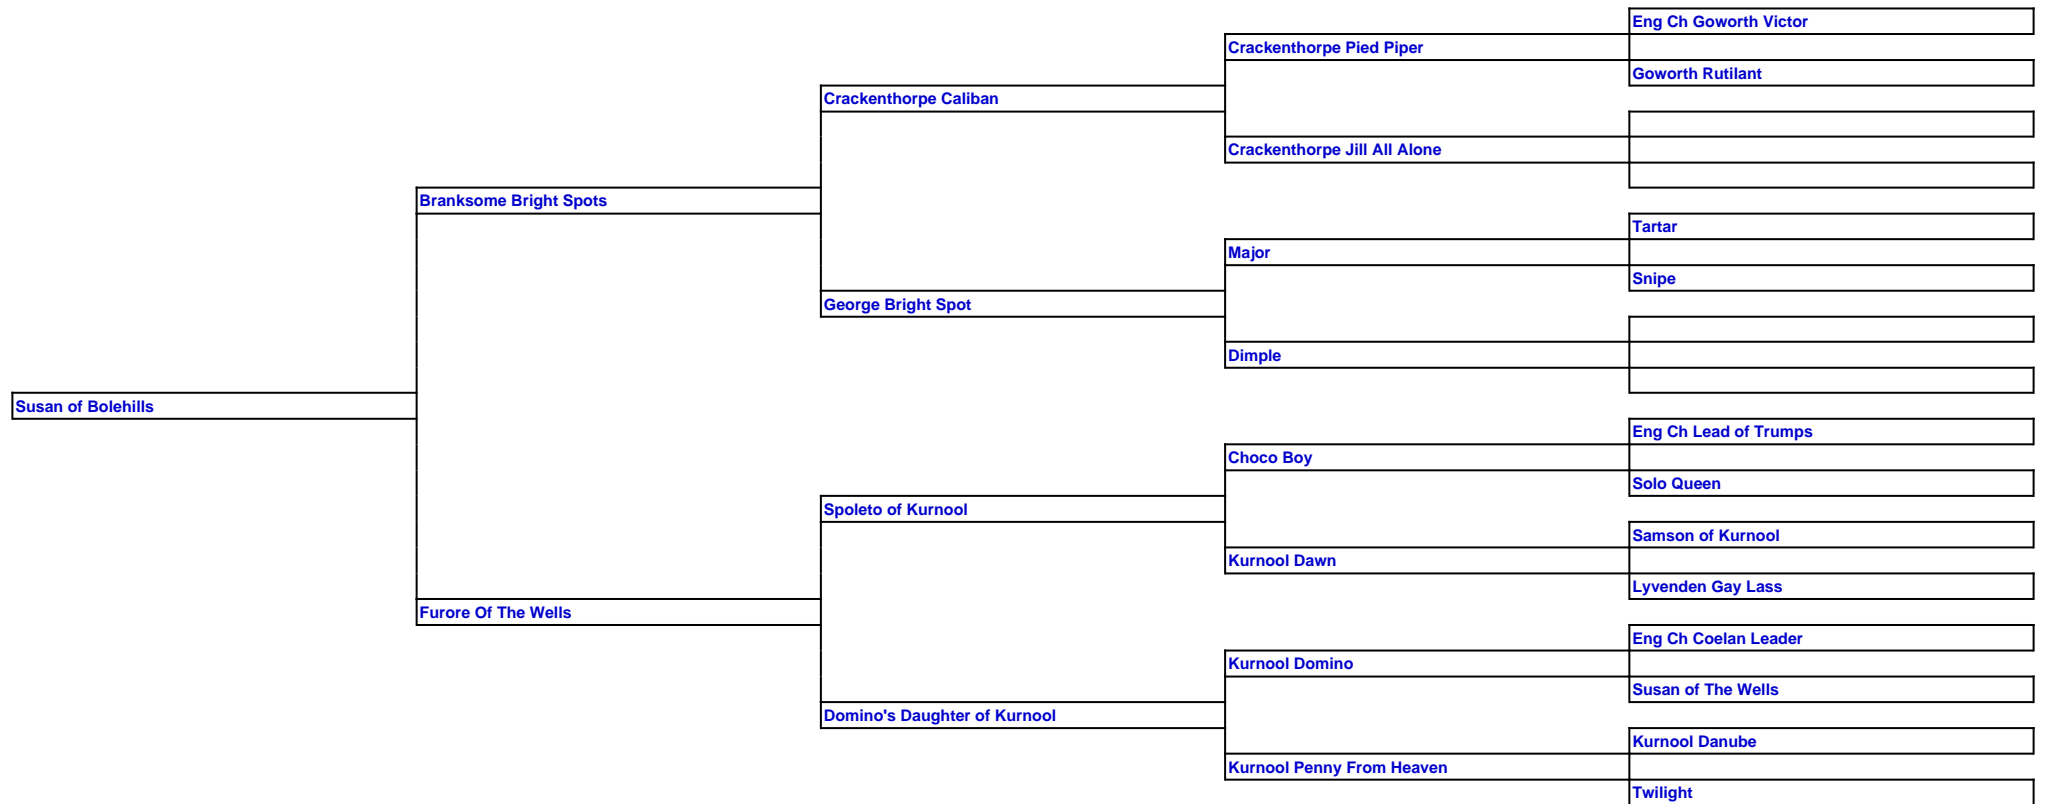 Eng Ch Goworth Victor
Crackenthorpe Pied Piper
Goworth Rutilant
Crackenthorpe Caliban
Crackenthorpe Jill All Alone
Branksome Bright Spots
Tartar
Major
Snipe
George Bright Spot
Dimple
Susan of Bolehills
Eng Ch Lead of Trumps
Choco Boy
Solo Queen
Spoleto of Kurnool
Samson of Kurnool
Kurnool Dawn
Lyvenden Gay Lass
Furore Of The Wells
Eng Ch Coelan Leader
Kurnool Domino
Susan of The Wells
Domino's Daughter of Kurnool
Kurnool Danube
Kurnool Penny From Heaven
Twilight